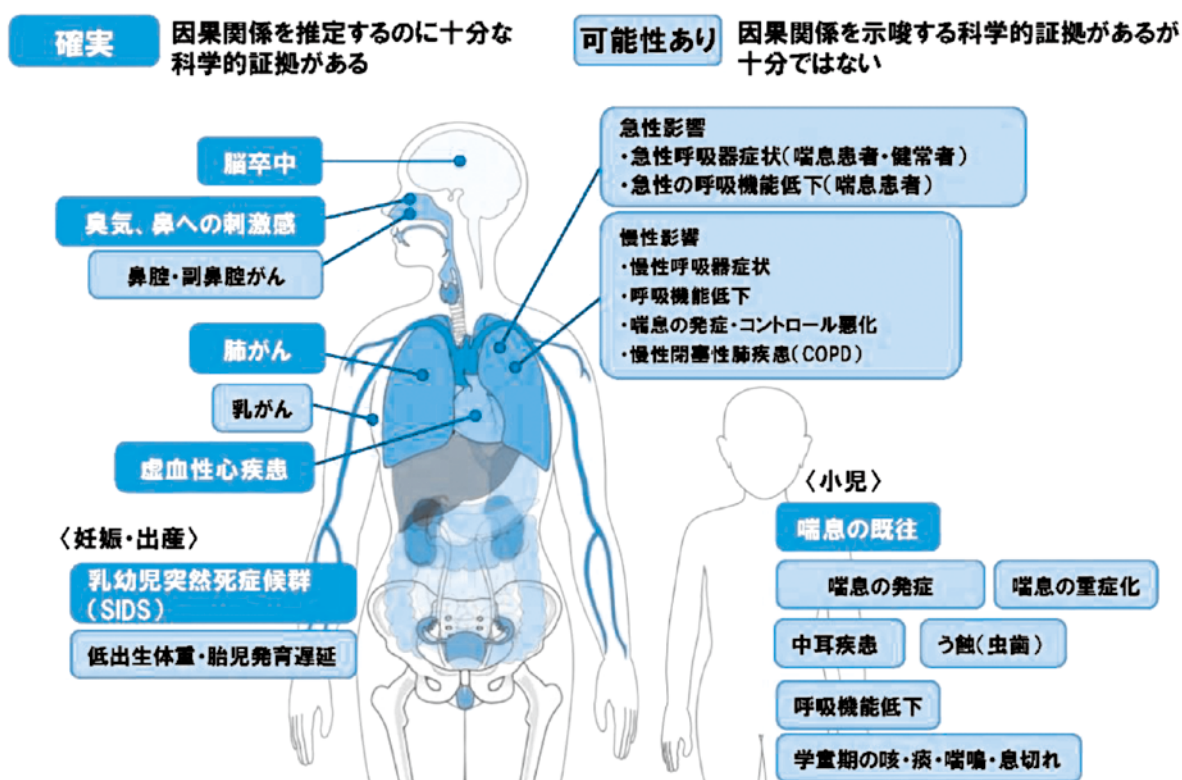 確実
因果関係を推定するのに十分な
科学的証拠がある
可能性あり
因果関係を示唆する科学的証拠があるが
十分ではない
脳卒中
臭気、鼻への刺激感
鼻腔・副鼻腔がん
肺がん
乳がん
虚血性心疾患
急性影響
・急性呼吸器症状(喘息患者・健常者)
・急性の呼吸機能低下(喘息患者)
慢性影響
・慢性呼吸器症状
・呼吸機能低下
・喘息の発症・コントロール悪化
・慢性閉塞性肺疾患(COPD)
〈妊娠・出産〉
乳幼児突然死症候群
(SIDS)
低出生体重・胎児発育遅延
〈小児〉
喘息の既往
喘息の発症
喘息の重症化
中耳疾患
う蝕(虫歯)
呼吸機能低下
学童期の咳・痰・喘鳴・息切れ